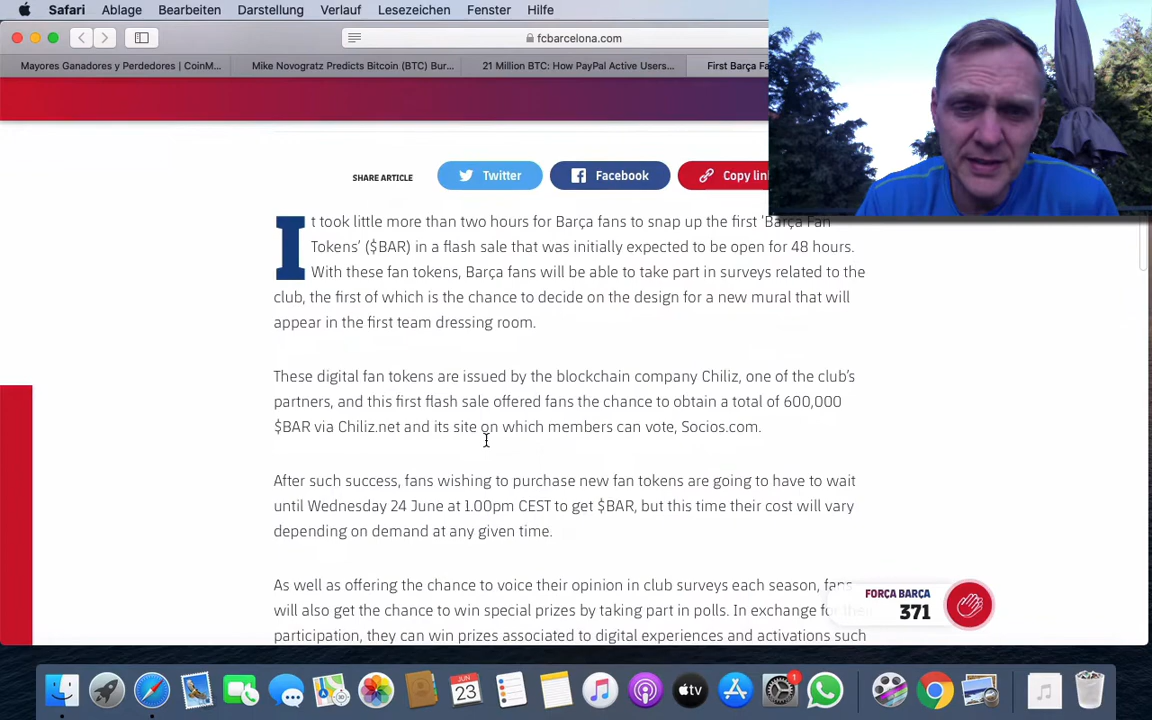 Safari Ablage Bearbeiten Darstellung Verlauf Lesezeichen Fenster Hilfe
fcbarcelona.com
Mayores Ganadores y Perdedores | CoinM...
Mike Novogratz Predicts Bitcoin (BTC) Bur...
21 Million BTC: How PayPal Active Users...
First Barça Fa
SHARE ARTICLE
Twitter
Facebook
Copy lin
It took little more than two hours for Barça fans to snap up the first 'Barça Fan
Tokens' ($BAR) in a flash sale that was initially expected to be open for 48 hours.
With these fan tokens, Barça fans will be able to take part in surveys related to the
club, the first of which is the chance to decide on the design for a new mural that will
appear in the first team dressing room.
These digital fan tokens are issued by the blockchain company Chiliz, one of the club's
partners, and this first flash sale offered fans the chance to obtain a total of 600,000
$BAR via Chiliz.net and its site on which members can vote, Socios.com.
After such success, fans wishing to purchase new fan tokens are going to have to wait
until Wednesday 24 June at 1.00pm CEST to get $BAR, but this time their cost will vary
depending on demand at any given time.
As well as offering the chance to voice their opinion in club surveys each season, fans
will also get the chance to win special prizes by taking part in polls. In exchange for their
participation, they can win prizes associated to digital experiences and activations such
FORÇA BARÇA
371
JUN
23
tv
1